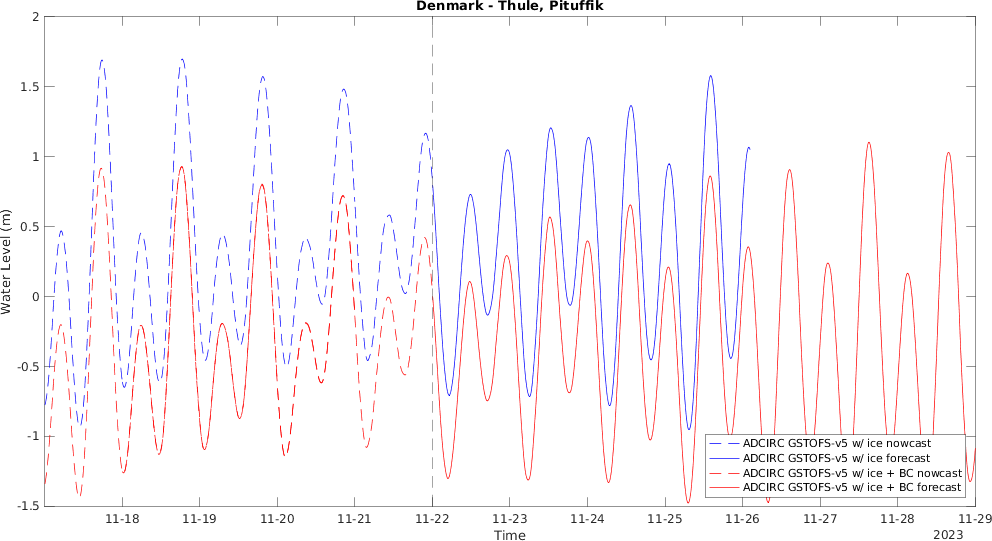 Denmark - Thule, Pituffik
2
1.5
1
0.5
0
-0.5
-1
-1.5
Water Level (m)
ADCIRC GSTOFS-v5 w/ ice nowcast
ADCIRC GSTOFS-v5 w/ ice forecast
ADCIRC GSTOFS-v5 w/ ice + BC nowcast
ADCIRC GSTOFS-v5 w/ ice + BC forecast
11-18 11-19 11-20 11-21 11-22 11-23 11-24 11-25 11-26 11-27 11-28 11-29
Time
2023